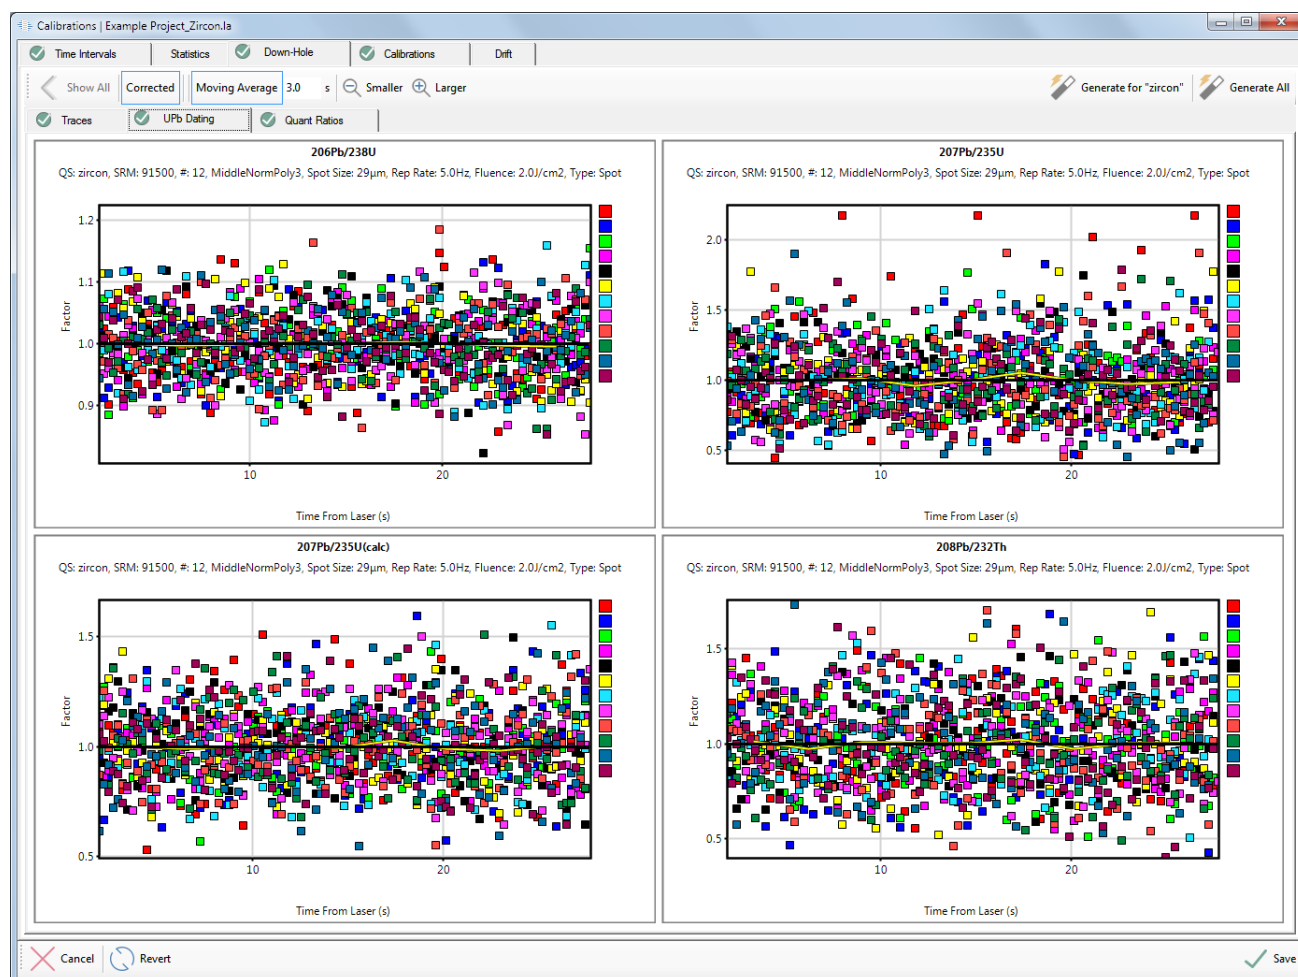 Calibrations | Example Project_Zircon.la
Time Intervals Statistics Down-Hole Calibrations Drift
Show All Corrected Moving Average 3.0 s Smaller Larger Generate for "zircon" Generate All
Traces UPb Dating Quant Ratios
206Pb/238U
QS: zircon, SRM: 91500, #: 12, MiddleNormPoly3, Spot Size: 29µm, Rep Rate: 5.0Hz, Fluence: 2.0J/cm2, Type: Spot
1.2
1.1
1.0
0.9
Factor
10 20
Time From Laser (s)
207Pb/235U
QS: zircon, SRM: 91500, #: 12, MiddleNormPoly3, Spot Size: 29µm, Rep Rate: 5.0Hz, Fluence: 2.0J/cm2, Type: Spot
2.0
1.5
1.0
0.5
Factor
10 20
Time From Laser (s)
207Pb/235U(calc)
QS: zircon, SRM: 91500, #: 12, MiddleNormPoly3, Spot Size: 29µm, Rep Rate: 5.0Hz, Fluence: 2.0J/cm2, Type: Spot
1.5
1.0
0.5
Factor
10 20
Time From Laser (s)
208Pb/232Th
QS: zircon, SRM: 91500, #: 12, MiddleNormPoly3, Spot Size: 29µm, Rep Rate: 5.0Hz, Fluence: 2.0J/cm2, Type: Spot
1.5
1.0
0.5
Factor
10 20
Time From Laser (s)
Cancel Revert Save